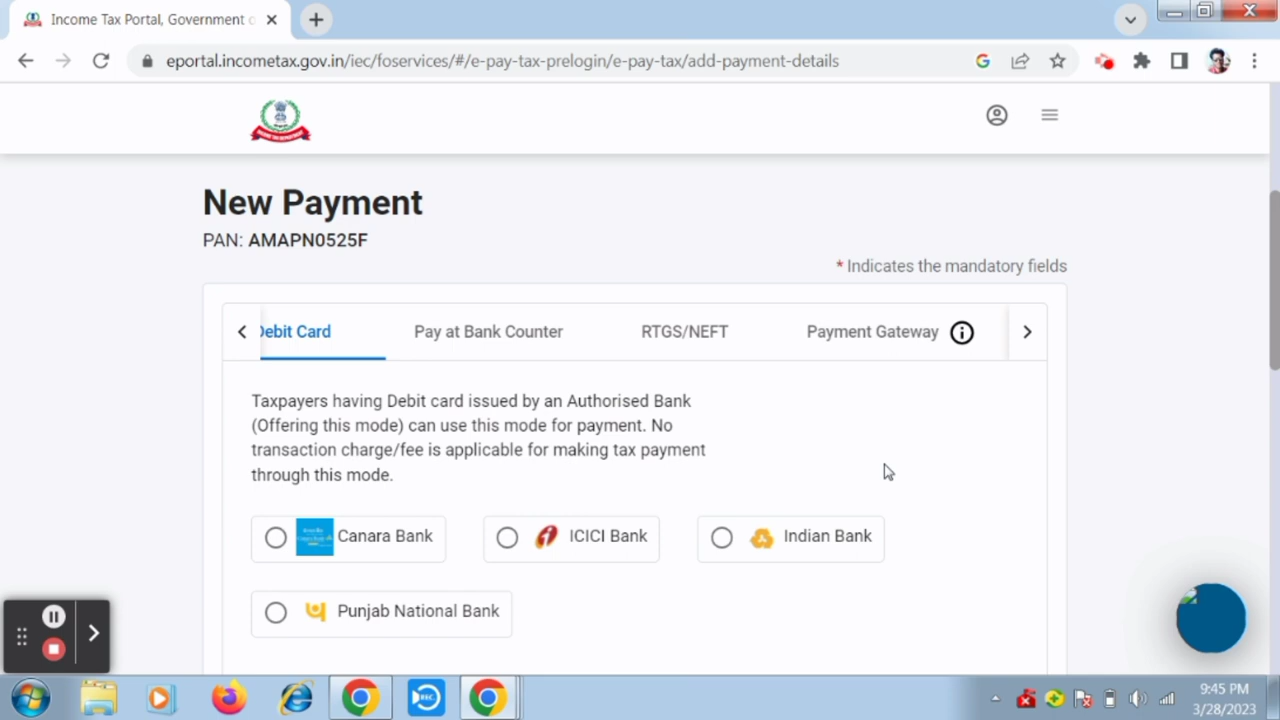 Income Tax Portal, Government o
eportal.incometax.gov.in/iec/foservices/#/e-pay-tax-prelogin/e-pay-tax/add-payment-details
New Payment
PAN: AMAPN0525F
* Indicates the mandatory fields
Debit Card
Pay at Bank Counter
RTGS/NEFT
Payment Gateway
Taxpayers having Debit card issued by an Authorised Bank
(Offering this mode) can use this mode for payment. No
transaction charge/fee is applicable for making tax payment
through this mode.
Canara Bank
ICICI Bank
Indian Bank
Punjab National Bank
REC
9:45 PM
3/28/2023